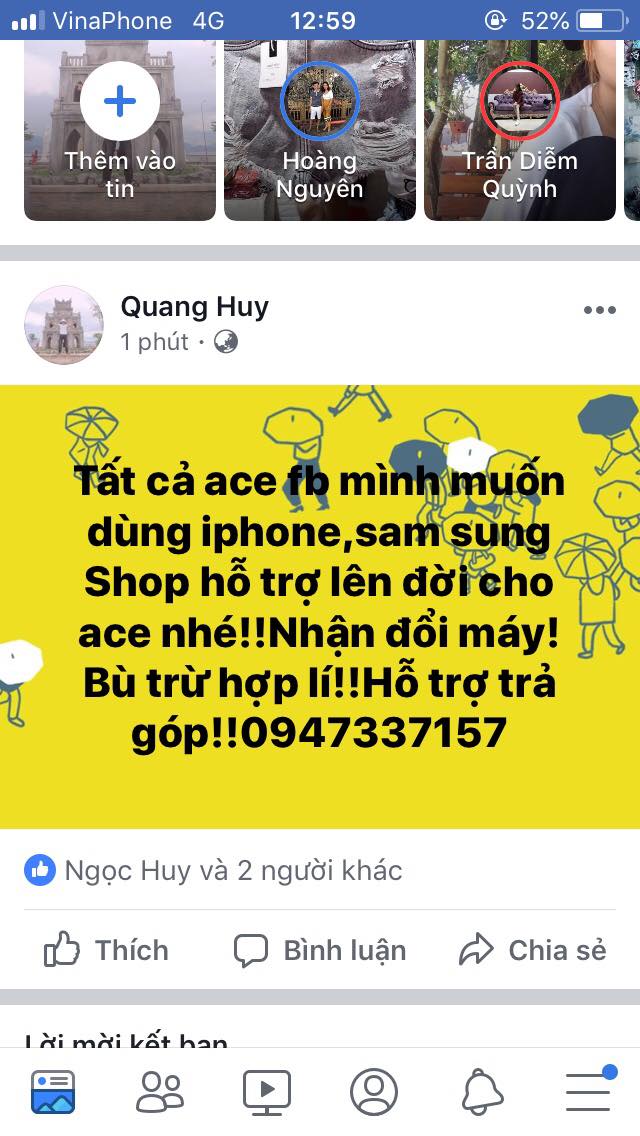 VinaPhone 4G 12:59 52%
Thêm vào
tin
Hoàng
Nguyên
Trần Diễm
Quỳnh
Quang Huy
1 phút ·
Tất cả ace fb mình muốn
dùng iphone,sam sung
Shop hỗ trợ lên đời cho
ace nhé!!Nhận đổi máy!
Bù trừ hợp lí!!Hỗ trợ trả
góp!!0947337157
Ngọc Huy và 2 người khác
Thích Bình luận Chia sẻ
Lời mời kết bạn